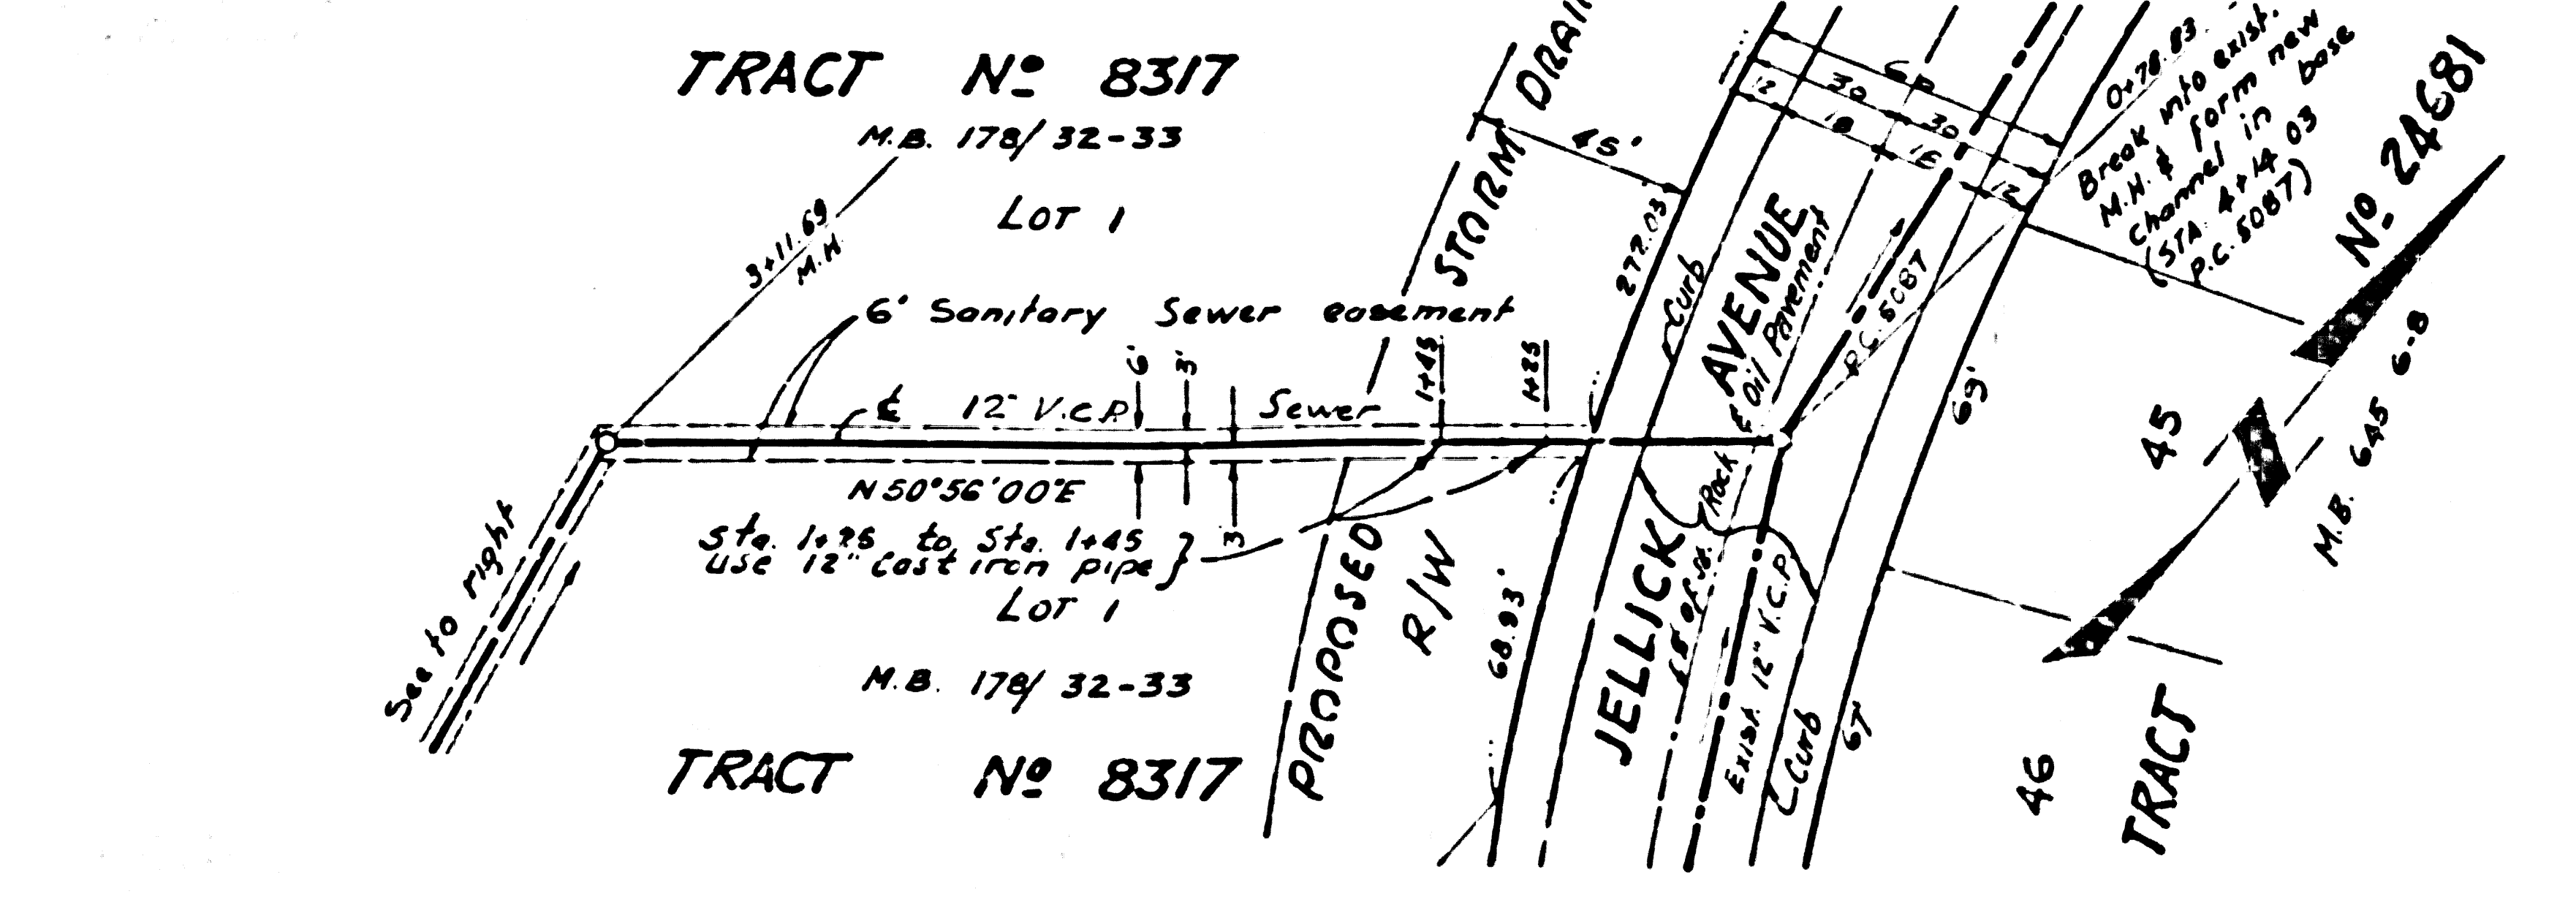 TRACT Nº 8317
M.B. 178/ 32-33
LOT 1
3+11.69
M.H.
6' Sanitary Sewer easement
6'
3'
1+45
1+25
℄ 12" V.C.P. Sewer
N50°56'00"E
Sta. 1+25 to Sta. 1+45
use 12" Cast iron pipe
3'
LOT 1
M.B. 178/ 32-33
TRACT Nº 8317
See to right
PROPOSED STORM DRAIN
R/W
45'
272.03'
68.93'
JELLICK AVENUE
Curb
Rock & Oil Pavement
℄ of St.
Exist. 12" V.C.P.
Curb
P.C. 5087
12 30 30 12
18
0+78.83
Break into exist.
M.H. & form new
Channel in base
(STA. 4+14.03
P.C. 5087)
69'
67'
45
46
TRACT Nº 24681
M.B. 645 6-8